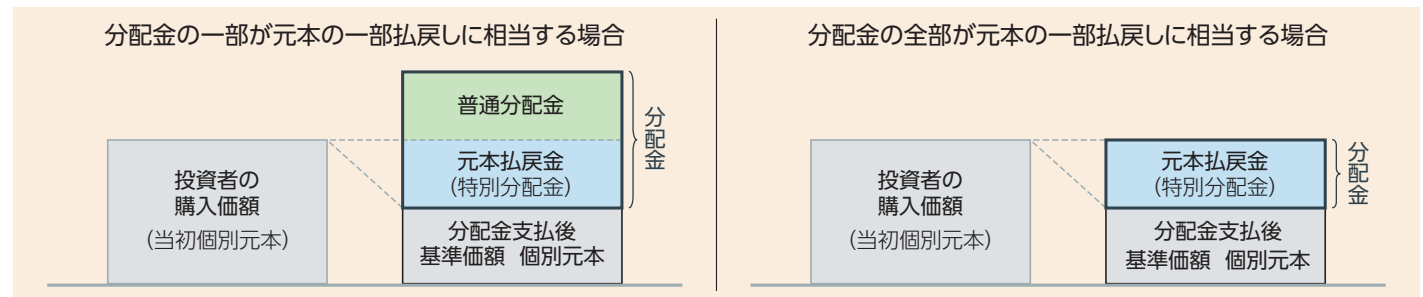 分配金の一部が元本の一部払戻しに相当する場合
普通分配金
元本払戻金
(特別分配金)
分配金
投資者の
購入価額
(当初個別元本)
分配金支払後
基準価額 個別元本
分配金の全部が元本の一部払戻しに相当する場合
元本払戻金
(特別分配金)
分配金
投資者の
購入価額
(当初個別元本)
分配金支払後
基準価額 個別元本